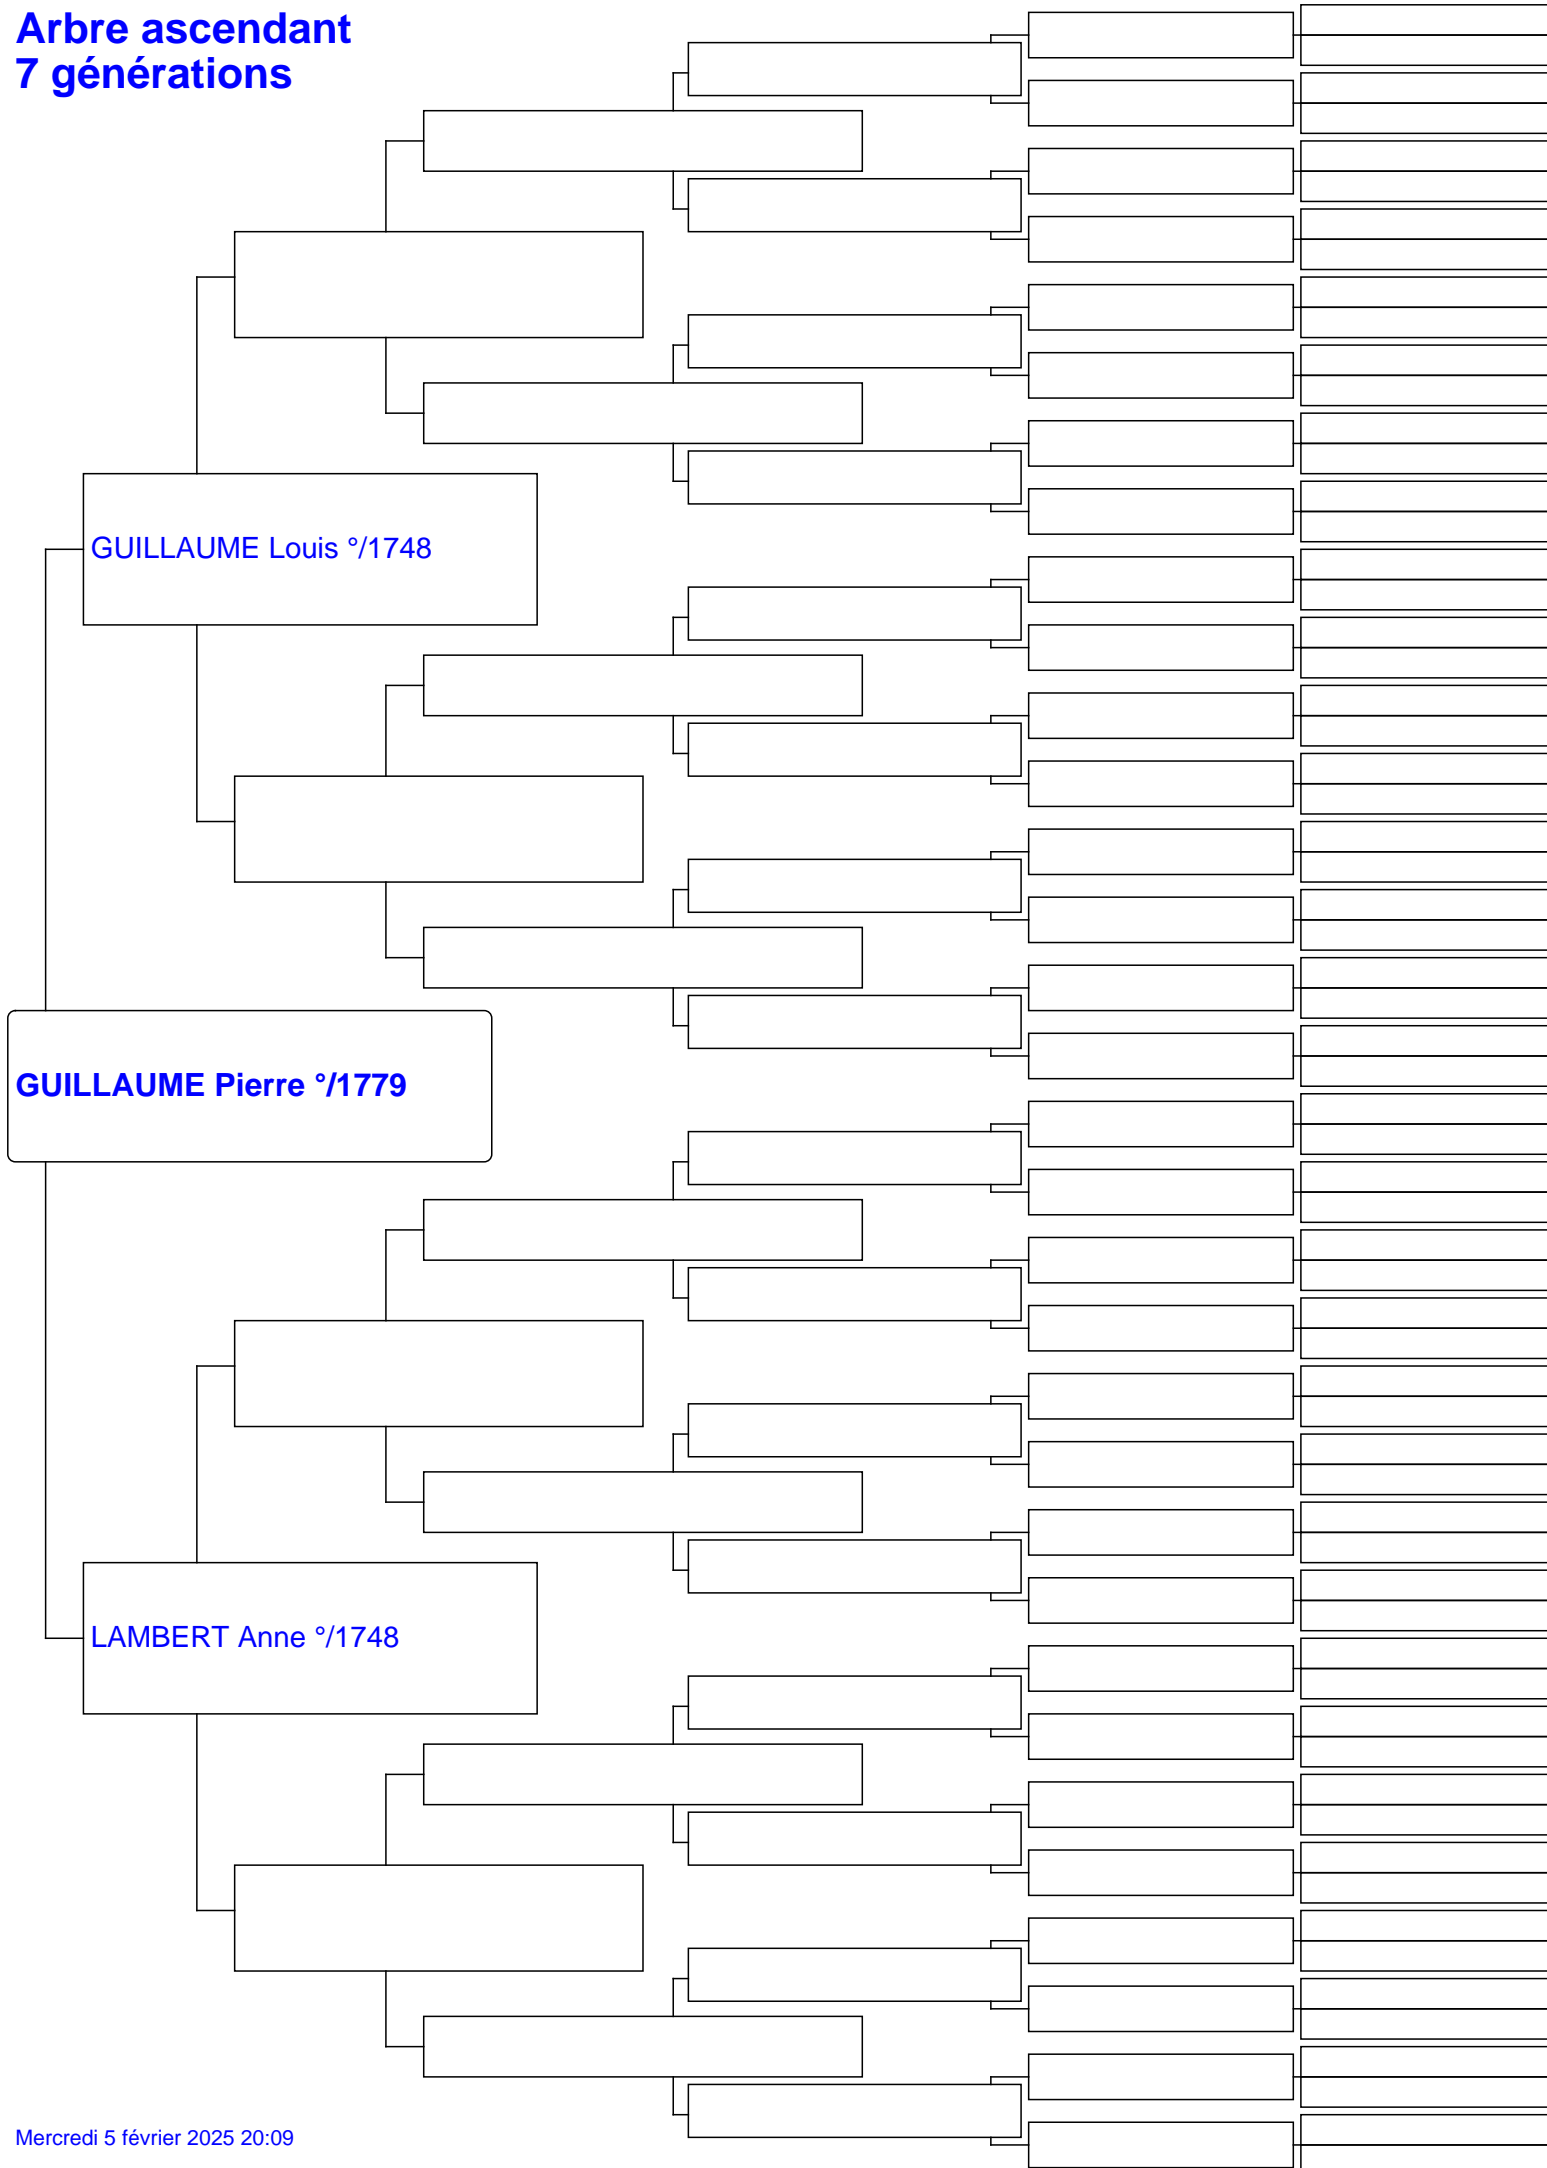 Arbre ascendant
7 générations
GUILLAUME Louis °/1748
GUILLAUME Pierre °/1779
LAMBERT Anne °/1748
Mercredi 5 février 2025 20:09